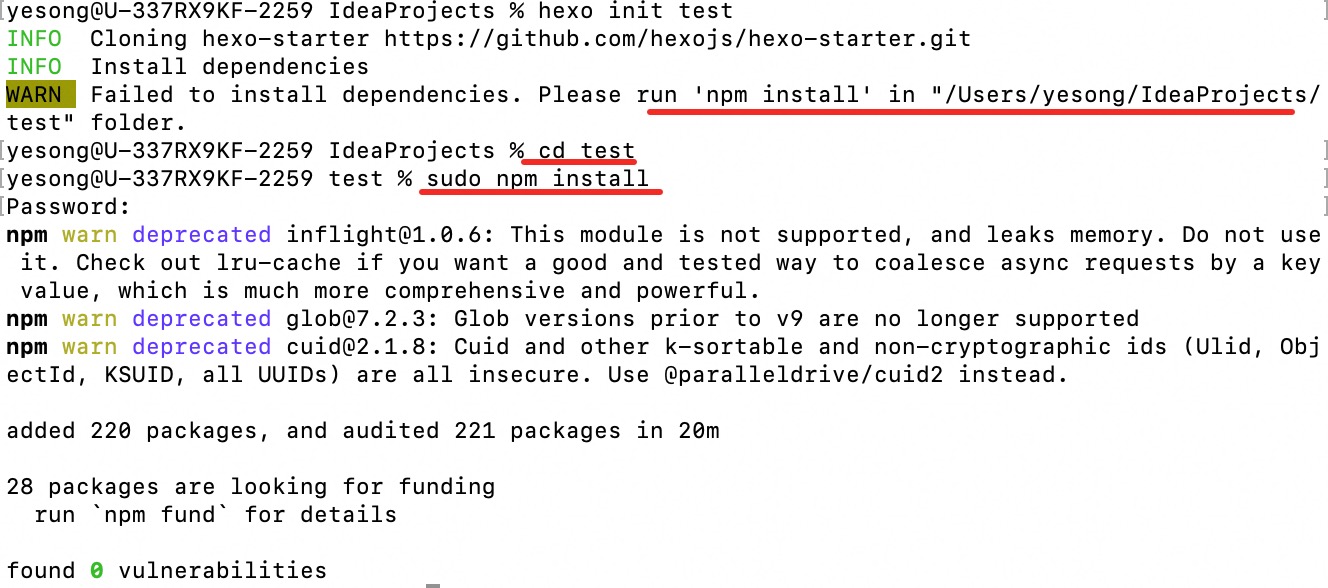 [yesong@U-337RX9KF-2259 IdeaProjects % hexo init test ]
INFO  Cloning hexo-starter https://github.com/hexojs/hexo-starter.git
INFO  Install dependencies
WARN  Failed to install dependencies. Please run 'npm install' in "/Users/yesong/IdeaProjects/
test" folder.
[yesong@U-337RX9KF-2259 IdeaProjects % cd test ]
[yesong@U-337RX9KF-2259 test % sudo npm install ]
[Password: ]
npm warn deprecated inflight@1.0.6: This module is not supported, and leaks memory. Do not use
 it. Check out lru-cache if you want a good and tested way to coalesce async requests by a key
 value, which is much more comprehensive and powerful.
npm warn deprecated glob@7.2.3: Glob versions prior to v9 are no longer supported
npm warn deprecated cuid@2.1.8: Cuid and other k-sortable and non-cryptographic ids (Ulid, Obj
ectId, KSUID, all UUIDs) are all insecure. Use @paralleldrive/cuid2 instead.
added 220 packages, and audited 221 packages in 20m
28 packages are looking for funding
  run `npm fund` for details
found 0 vulnerabilities